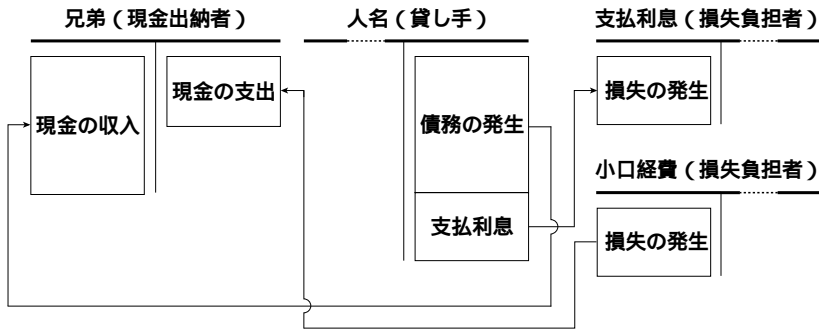 兄弟(現金出納者)
人名(貸し手)
支払利息(損失負担者)
現金の収入
現金の支出
債務の発生
損失の発生
小口経費(損失負担者)
支払利息
損失の発生